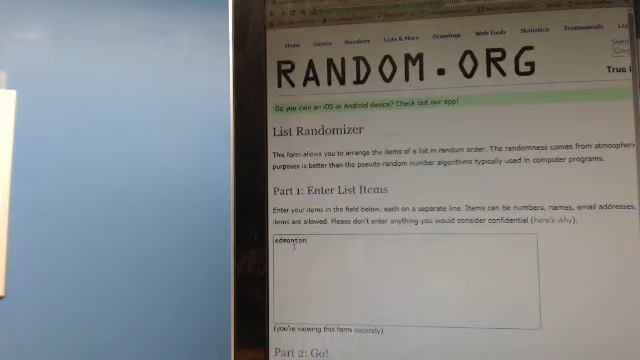 Home Games Numbers Lists & More Drawings Web Tools Statistics Testimonials
RANDOM.ORG
True
Do you own an iOS or Android device? Check out our app!
List Randomizer
This form allows you to arrange the items of a list in random order. The randomness comes from atmospheri
purposes is better than the pseudo-random number algorithms typically used in computer programs.
Part 1: Enter List Items
Enter your items in the field below, each on a separate line. Items can be numbers, names, email addresses,
items are allowed. Please don't enter anything you would consider confidential (here's why).
edmonton
(you're viewing this form securely)
Part 2: Go!